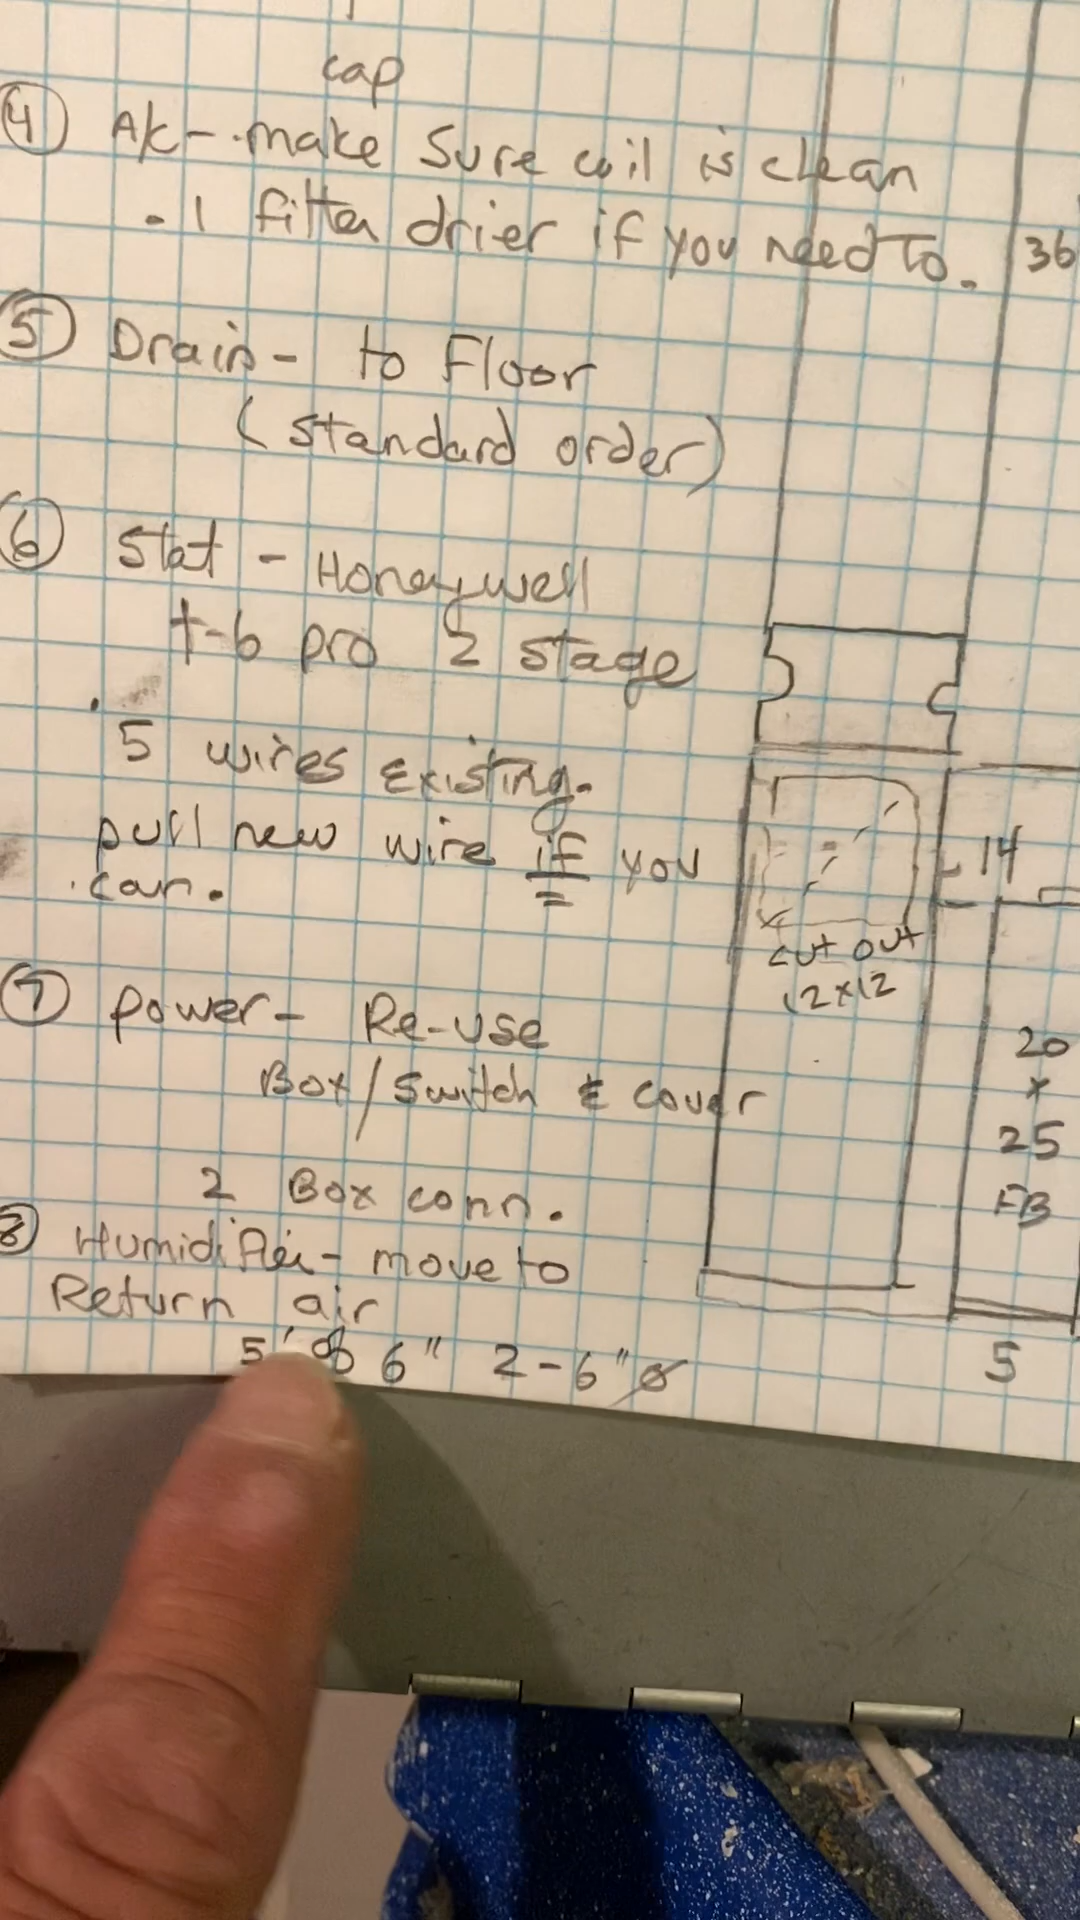 cap
④ A/C - make sure coil is clean
- 1 filter drier if you need to.
⑤ Drain - to Floor
(standard order)
⑥ Stat - Honeywell
t-6 pro 2 stage
5 wires existing.
pull new wire if you
can.
⑦ power - Re-use
Box/Switch & cover
2 Box conn.
⑧ Humidifier - move to
Return air
5' of 6" 2-6" ø
36
14
cut out
12x12
20
x
25
FB
5